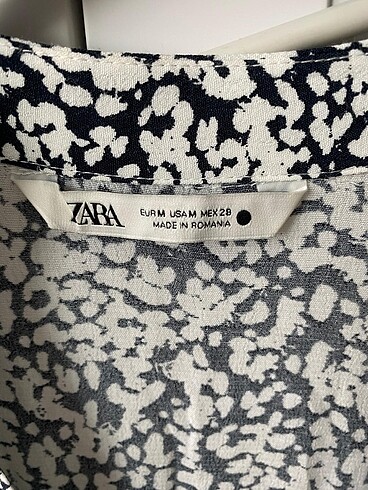 ZARA
EUR M USA M MEX 28
MADE IN ROMANIA